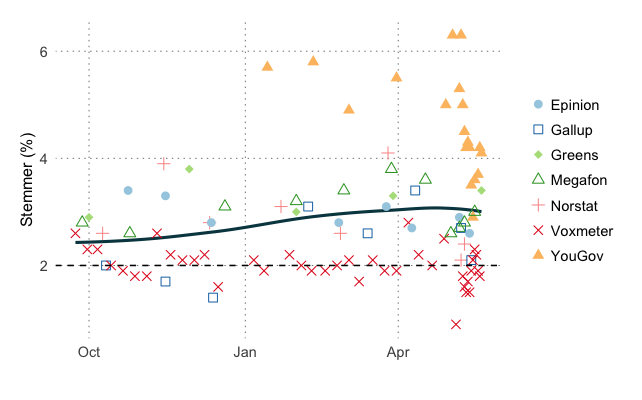 6
4
2
Stemmer (%)
Oct
Jan
Apr
Epinion
Gallup
Greens
Megafon
Norstat
Voxmeter
YouGov